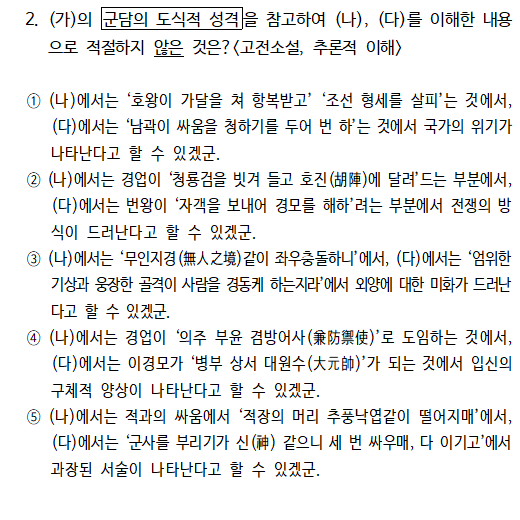 2. (가)의 군담의 도식적 성격을 참고하여 (나), (다)를 이해한 내용
으로 적절하지 않은 것은?<고전소설, 추론적 이해>
① (나)에서는 ‘호왕이 가달을 쳐 항복받고’ ‘조선 형세를 살피’는 것에서,
(다)에서는 ‘남곽이 싸움을 청하기를 두어 번 하’는 것에서 국가의 위기가
나타난다고 할 수 있겠군.
② (나)에서는 경업이 ‘청룡검을 빗겨 들고 호진(胡陣)에 달려’드는 부분에서,
(다)에서는 번왕이 ‘자객을 보내어 경모를 해하’려는 부분에서 전쟁의 방
식이 드러난다고 할 수 있겠군.
③ (나)에서는 ‘무인지경(無人之境)같이 좌우충돌하니’에서, (다)에서는 ‘엄위한
기상과 웅장한 골격이 사람을 경동케 하는지라’에서 외양에 대한 미화가 드러난
다고 할 수 있겠군.
④ (나)에서는 경업이 ‘의주 부윤 겸방어사(兼防禦使)’로 도임하는 것에서,
(다)에서는 이경모가 ‘병부 상서 대원수(大元帥)’가 되는 것에서 입신의
구체적 양상이 나타난다고 할 수 있겠군.
⑤ (나)에서는 적과의 싸움에서 ‘적장의 머리 추풍낙엽같이 떨어지매’에서,
(다)에서는 ‘군사를 부리기가 신(神) 같으니 세 번 싸우매, 다 이기고’에서
과장된 서술이 나타난다고 할 수 있겠군.